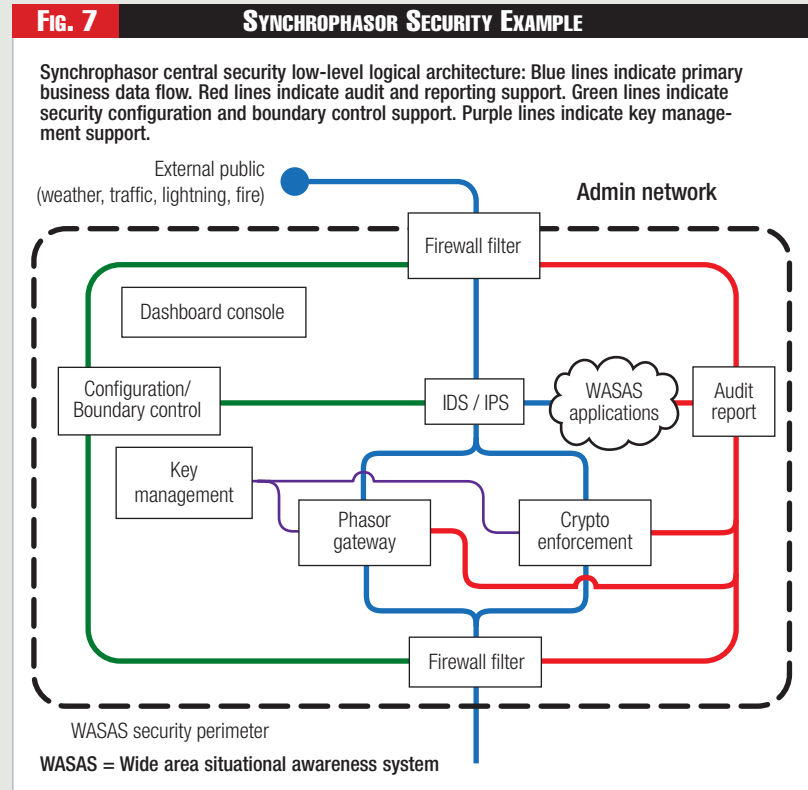 FIG. 7
SYNCHROPHASOR SECURITY EXAMPLE
Synchrophasor central security low-level logical architecture: Blue lines indicate primary
business data flow. Red lines indicate audit and reporting support. Green lines indicate
security configuration and boundary control support. Purple lines indicate key manage-
ment support.
External public
(weather, traffic, lightning, fire)
Admin network
Firewall filter
Dashboard console
Configuration/
Boundary control
IDS / IPS
WASAS
applications
Audit
report
Key
management
Phasor
gateway
Crypto
enforcement
Firewall filter
WASAS security perimeter
WASAS = Wide area situational awareness system